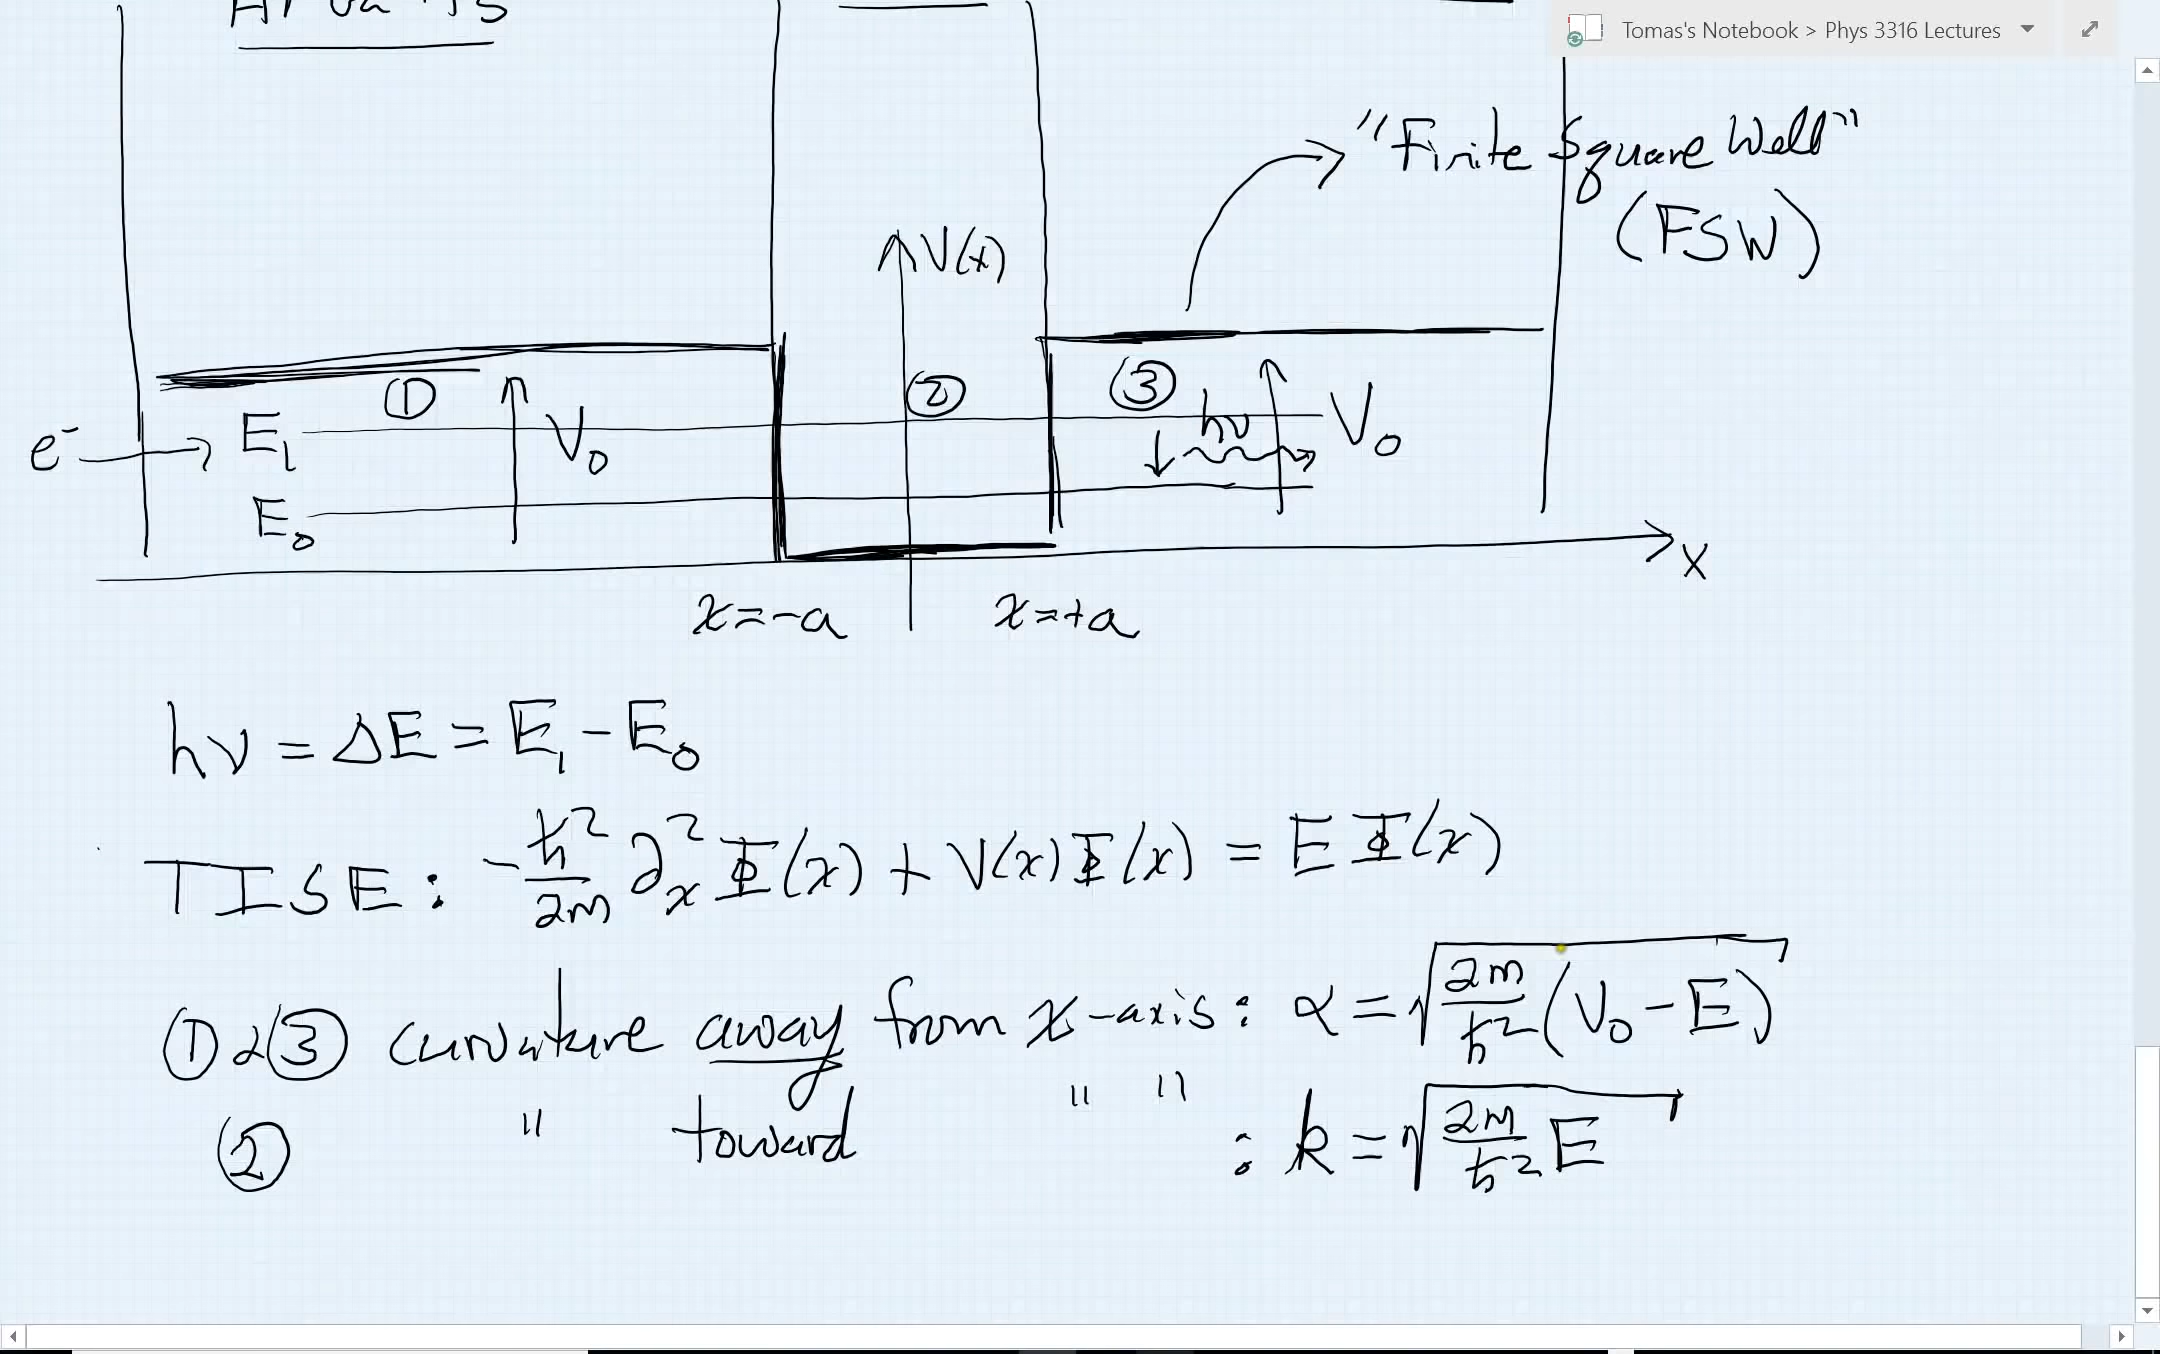 Tomas's Notebook > Phys 3316 Lectures
"Finite Square Well"
(FSW)
V(x)
① ② ③
e⁻ E₁ V₀ hν V₀
E₀
x
x=-a x=+a
hν = ΔE = E₁ - E₀
TISE: -ℏ²/2m ∂ₓ² Φ(x) + V(x)Φ(x) = E Φ(x)
① & ③ curvature away from x-axis: α = √(2m/ℏ² (V₀ - E))
② " toward " " : k = √(2m/ℏ² E)